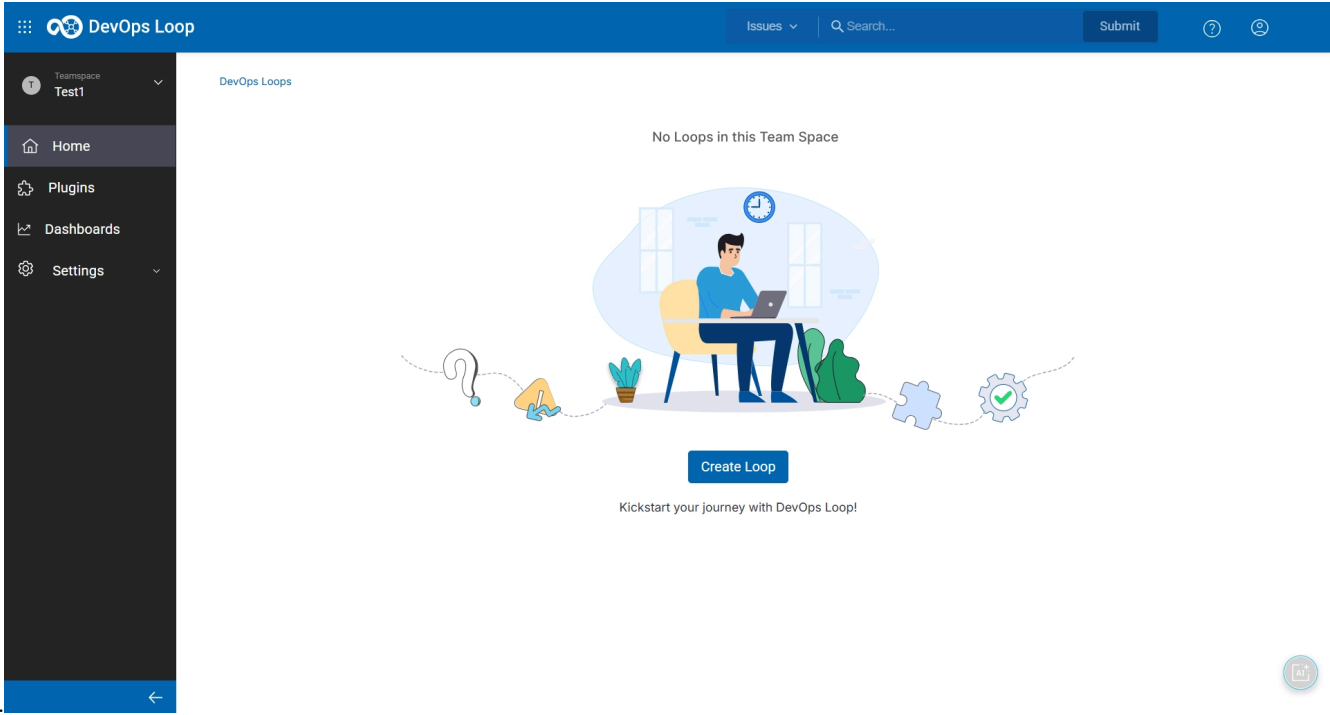 DevOps Loop
Issues
Search...
Submit
?
T
Teamspace
Test1
Home
Plugins
Dashboards
Settings
DevOps Loops
No Loops in this Team Space
Create Loop
Kickstart your journey with DevOps Loop!
AI